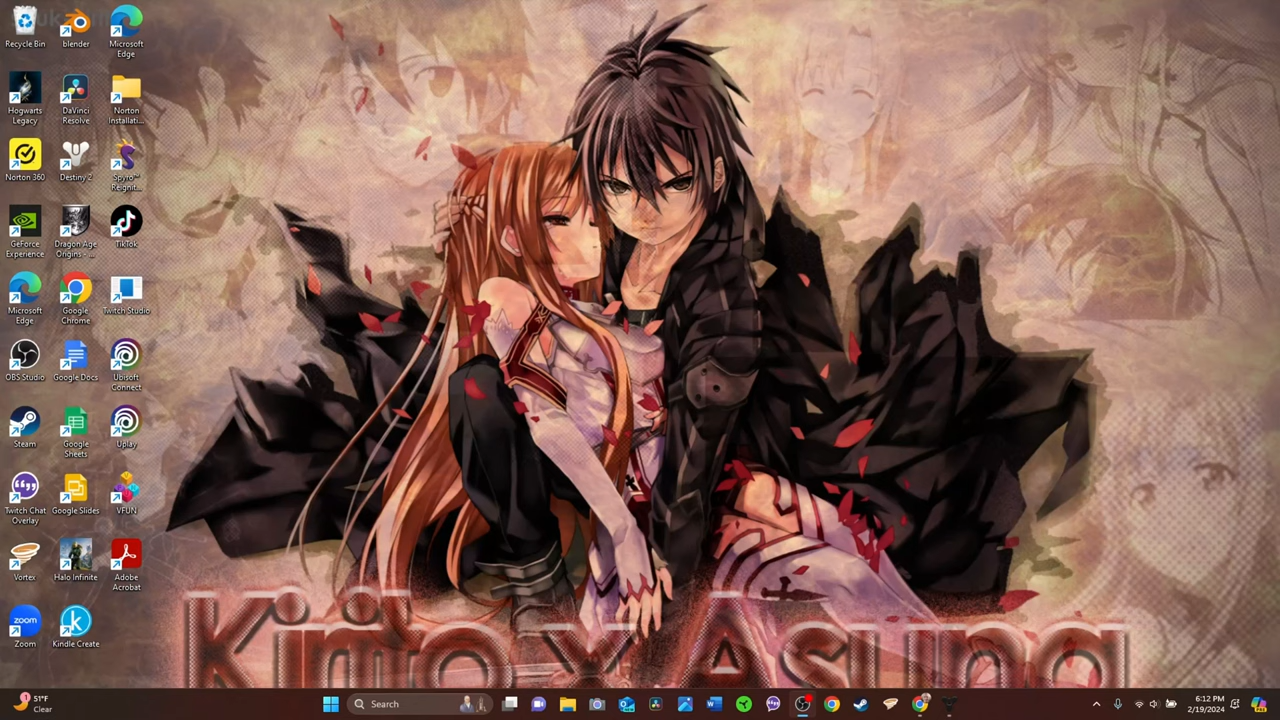 Recycle Bin
blender
Microsoft
Edge
Hogwarts
Legacy
DaVinci
Resolve
Norton
Installati...
Norton 360
Destiny 2
Spyro™
Reignit...
GeForce
Experience
Dragon Age
Origins - ...
TikTok
Microsoft
Edge
Google
Chrome
Twitch Studio
OBS Studio
Google Docs
Ubisoft
Connect
Steam
Google
Sheets
Uplay
Twitch Chat
Overlay
Google Slides
VFUN
Vortex
Halo Infinite
Adobe
Acrobat
zoom
Zoom
Kindle Create
Kirito x Asuna
51°F
Clear
Search
6:12 PM
2/19/2024